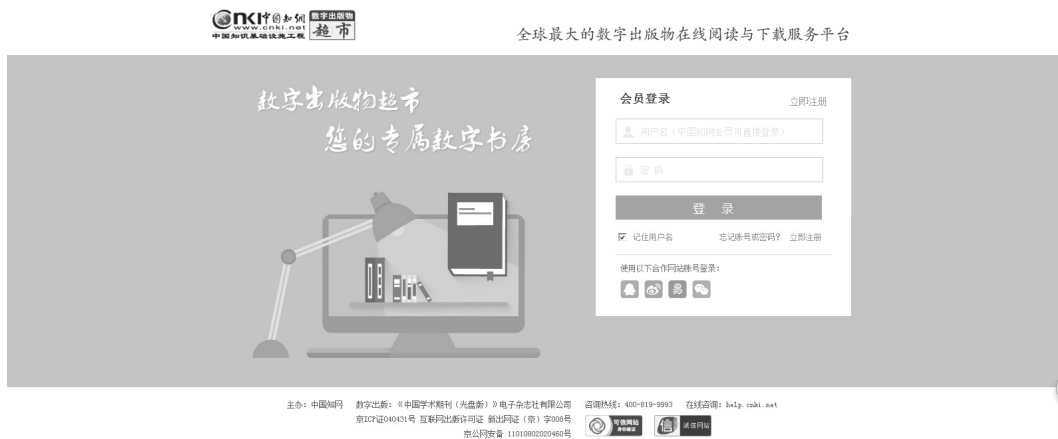 cnki 中国知网 数字出版物
www.cnki.net
中国知识基础设施工程 超市
全球最大的数字出版物在线阅读与下载服务平台
数字出版物超市
您的专属数字书房
会员登录 立即注册
用户名（中国知网会员可直接登录）
密 码
登 录
记住用户名 忘记账号或密码? 立即注册
使用以下合作网站账号登录:
主办: 中国知网 数字出版:《中国学术期刊（光盘版）》电子杂志社有限公司 咨询热线: 400-819-9993 在线咨询: help.cnki.net
京ICP证040431号 互联网出版许可证 新出网证（京）字008号
可信网站
身份验证
信 诚信网站
京公网安备 11010802020460号